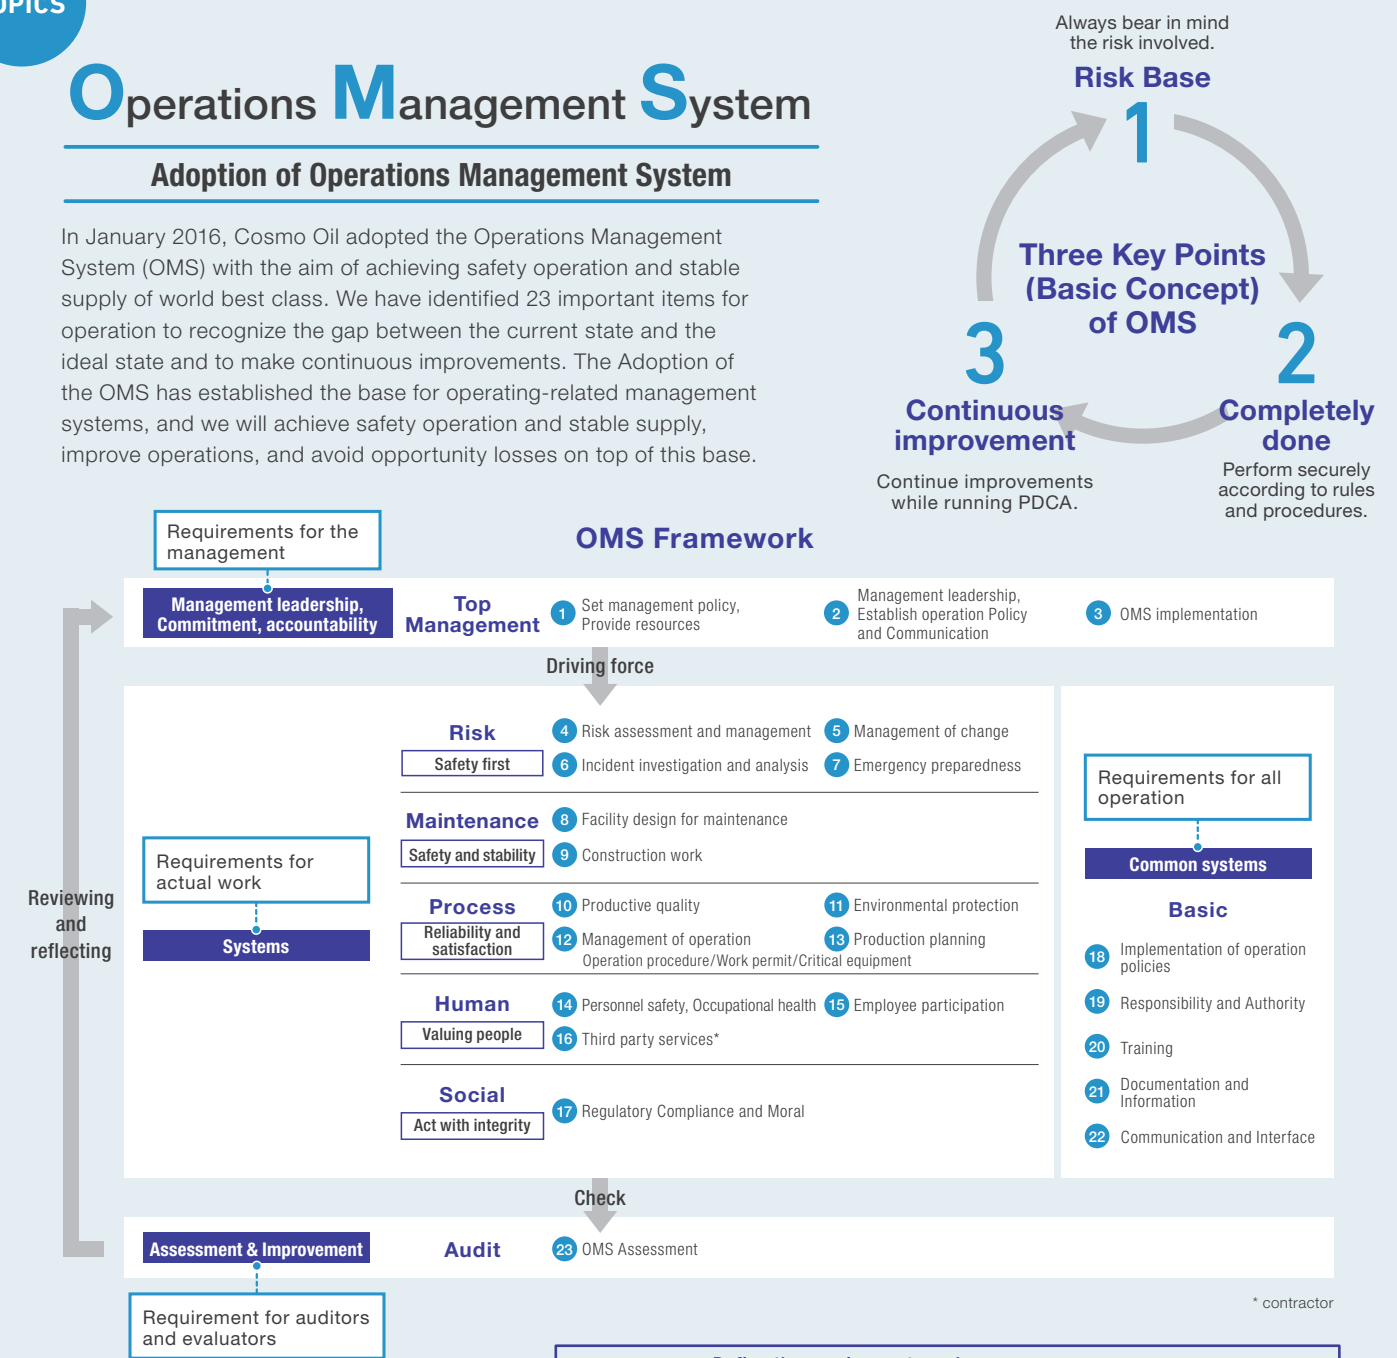 Operations Management System
Adoption of Operations Management System
In January 2016, Cosmo Oil adopted the Operations Management
System (OMS) with the aim of achieving safety operation and stable
supply of world best class. We have identified 23 important items for
operation to recognize the gap between the current state and the
ideal state and to make continuous improvements. The Adoption of
the OMS has established the base for operating-related management
systems, and we will achieve safety operation and stable supply,
improve operations, and avoid opportunity losses on top of this base.
Always bear in mind
the risk involved.
Risk Base
1
Three Key Points
(Basic Concept)
of OMS
2
Completely
done
Perform securely
according to rules
and procedures.
3
Continuous
improvement
Continue improvements
while running PDCA.
OMS Framework
Requirements for the
management
Management leadership,
Commitment, accountability
Top
Management
1 Set management policy,
Provide resources
2 Management leadership,
Establish operation Policy
and Communication
3 OMS implementation
Driving force
Reviewing
and
reflecting
Requirements for
actual work
Systems
Risk
Safety first
4 Risk assessment and management
5 Management of change
6 Incident investigation and analysis
7 Emergency preparedness
Maintenance
Safety and stability
8 Facility design for maintenance
9 Construction work
Process
Reliability and
satisfaction
10 Productive quality
11 Environmental protection
12 Management of operation
13 Production planning
Operation procedure/Work permit/Critical equipment
Human
Valuing people
14 Personnel safety, Occupational health
15 Employee participation
16 Third party services*
Social
Act with integrity
17 Regulatory Compliance and Moral
Requirements for all
operation
Common systems
Basic
18 Implementation of operation
policies
19 Responsibility and Authority
20 Training
21 Documentation and
Information
22 Communication and Interface
Check
Assessment & Improvement
Audit
23 OMS Assessment
Requirement for auditors
and evaluators
* contractor